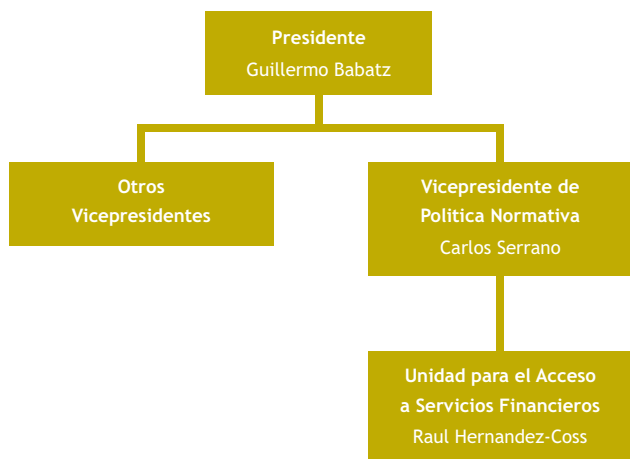 Presidente
Guillermo Babatz
Otros
Vicepresidentes
Vicepresidente de
Politica Normativa
Carlos Serrano
Unidad para el Acceso
a Servicios Financieros
Raul Hernandez-Coss